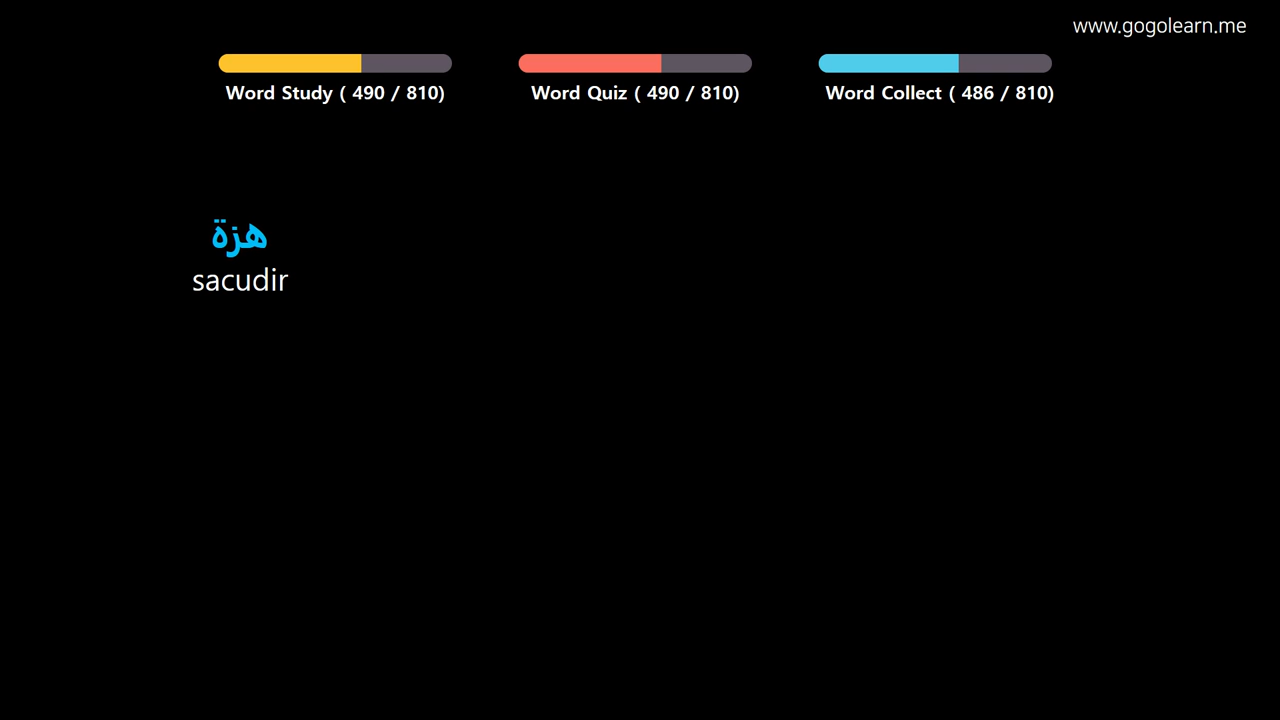 www.gogolearn.me
Word Study ( 490 / 810)
Word Quiz ( 490 / 810)
Word Collect ( 486 / 810)
هزة
sacudir